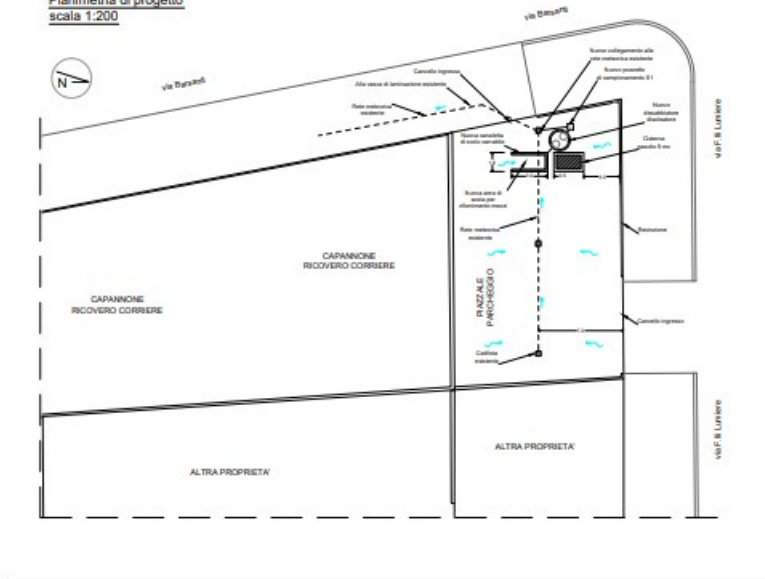 Planimetria di progetto
scala 1:200
via Barsanti
via Barsanti
N
Cancello ingresso
Alla vasca di laminazione esistente
Rete meteorica
esistente
Nuovo collegamento alla
rete meteorica esistente
Nuovo pozzetto
di campionamento
Nuovo
dissabbiatore
disoleatore
Cisterna
gasolio
Nuova canaletta
di scolo carrabile
Nuova area di
sosta per
rifornimento mezzi
Rete meteorica
esistente
Recinzione
via F.lli Lumiere
CAPANNONE
RICOVERO CORRIERE
CAPANNONE
RICOVERO CORRIERE
PIAZZALE
PARCHEGGIO
Cancello ingresso
Caditoia
esistente
ALTRA PROPRIETA'
ALTRA PROPRIETA'
via F.lli Lumiere